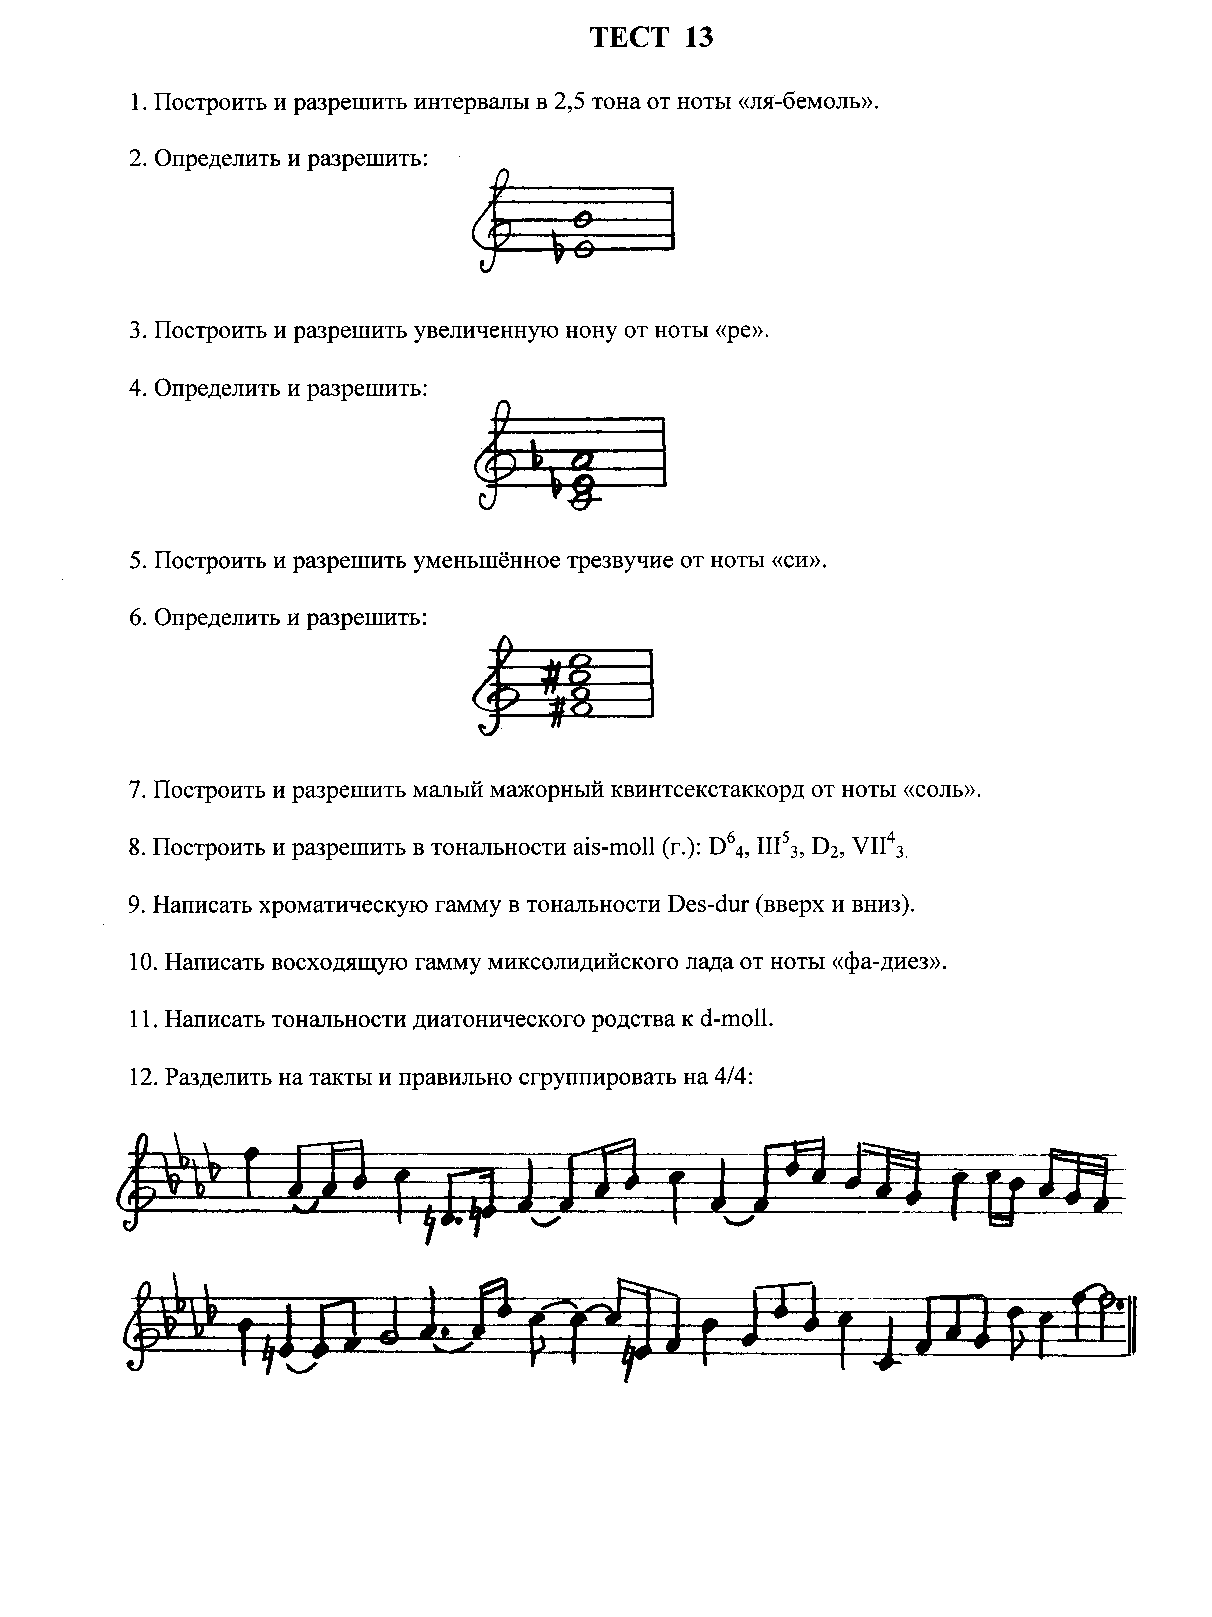 ТЕСТ 13
1. Построить и разрешить интервалы в 2,5 тона от ноты «ля-бемоль».
2. Определить и разрешить:
3. Построить и разрешить увеличенную нону от ноты «ре».
4. Определить и разрешить:
5. Построить и разрешить уменьшённое трезвучие от ноты «си».
6. Определить и разрешить:
7. Построить и разрешить малый мажорный квинтсекстаккорд от ноты «соль».
8. Построить и разрешить в тональности ais-moll (г.): D⁶₄, III⁵₃, D₂, VII⁴₃.
9. Написать хроматическую гамму в тональности Des-dur (вверх и вниз).
10. Написать восходящую гамму миксолидийского лада от ноты «фа-диез».
11. Написать тональности диатонического родства к d-moll.
12. Разделить на такты и правильно сгруппировать на 4/4: